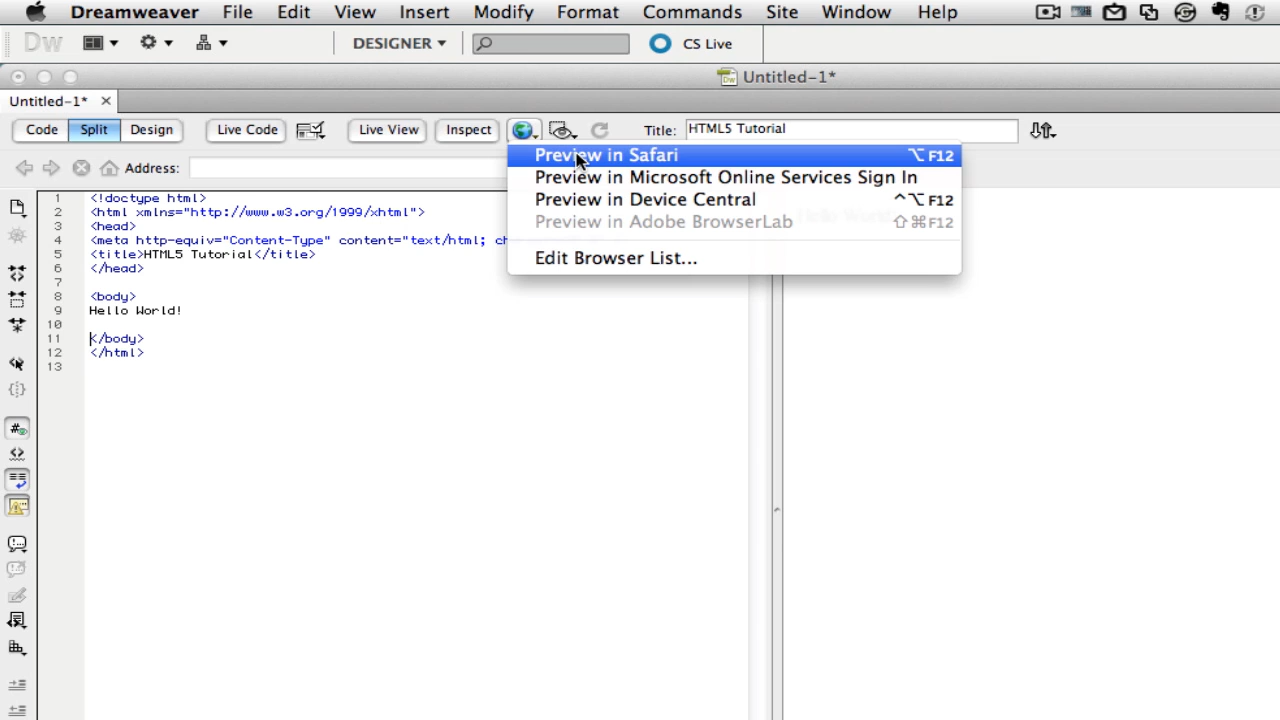 Dreamweaver File Edit View Insert Modify Format Commands Site Window Help
Dw DESIGNER CS Live
Untitled-1*
Untitled-1* ×
Code Split Design Live Code Live View Inspect Title: HTML5 Tutorial
Address:
Preview in Safari ⌥F12
Preview in Microsoft Online Services Sign In
Preview in Device Central ^⌥F12
Preview in Adobe BrowserLab ⇧⌘F12
Edit Browser List...
1 <!doctype html>
2 <html xmlns="http://www.w3.org/1999/xhtml">
3 <head>
4 <meta http-equiv="Content-Type" content="text/html; ch
5 <title>HTML5 Tutorial</title>
6 </head>
7
8 <body>
9 Hello World!
10
11 </body>
12 </html>
13